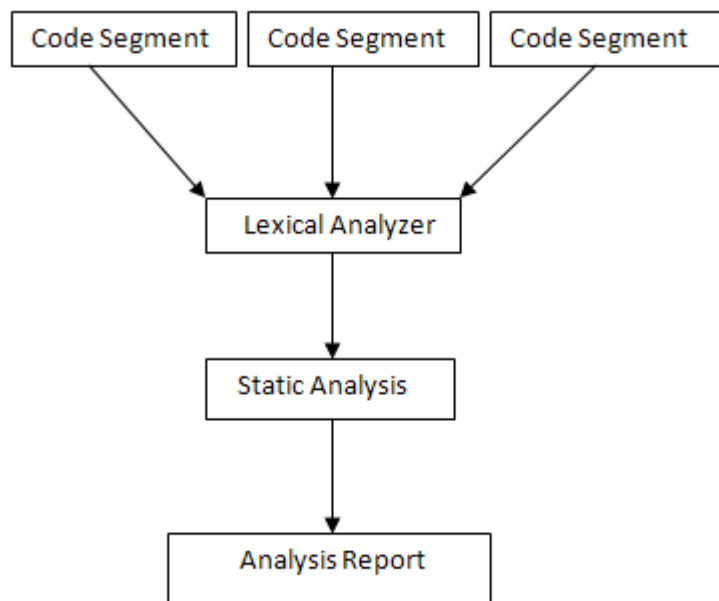 Code Segment
Code Segment
Code Segment
Lexical Analyzer
Static Analysis
Analysis Report